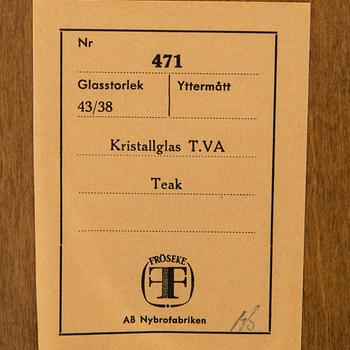 Nr
471
Glasstorlek Yttermått
43/38
Kristallglas T.VA
Teak
FRÖSEKE
F
AB Nybrofabriken